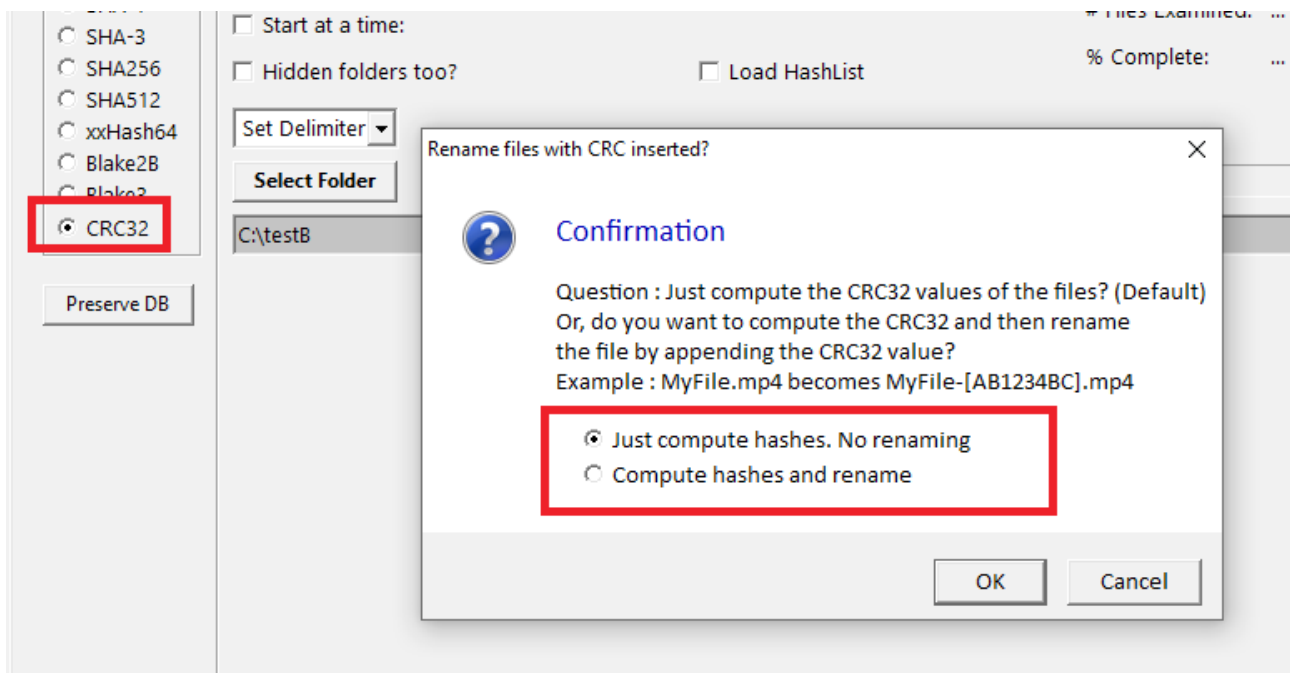 SHA-3
SHA256
SHA512
xxHash64
Blake2B
Blake3
CRC32
Preserve DB
Start at a time:
Hidden folders too?
Load HashList
# Files Examined: ...
% Complete: ...
Set Delimiter
Select Folder
C:\testB
Rename files with CRC inserted?
Confirmation
Question : Just compute the CRC32 values of the files? (Default)
Or, do you want to compute the CRC32 and then rename
the file by appending the CRC32 value?
Example : MyFile.mp4 becomes MyFile-[AB1234BC].mp4
Just compute hashes. No renaming
Compute hashes and rename
OK
Cancel